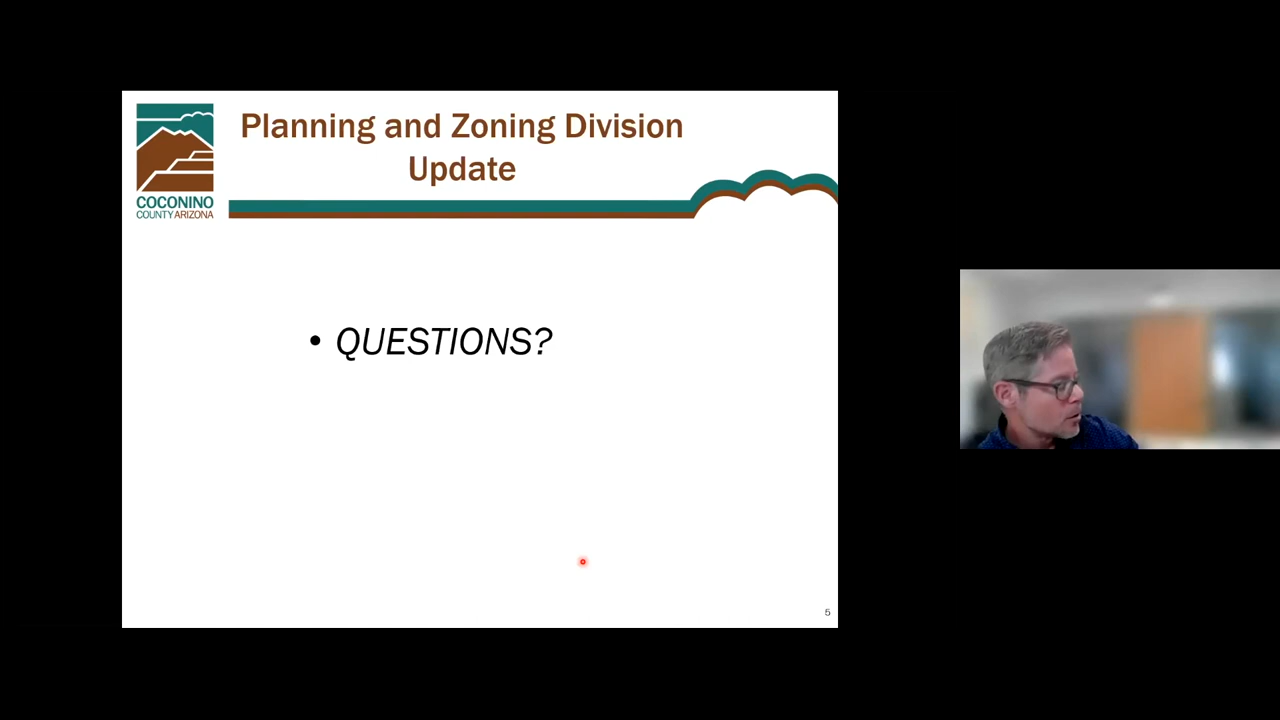 Planning and Zoning Division
Update
COCONINO
COUNTY ARIZONA
• QUESTIONS?
5